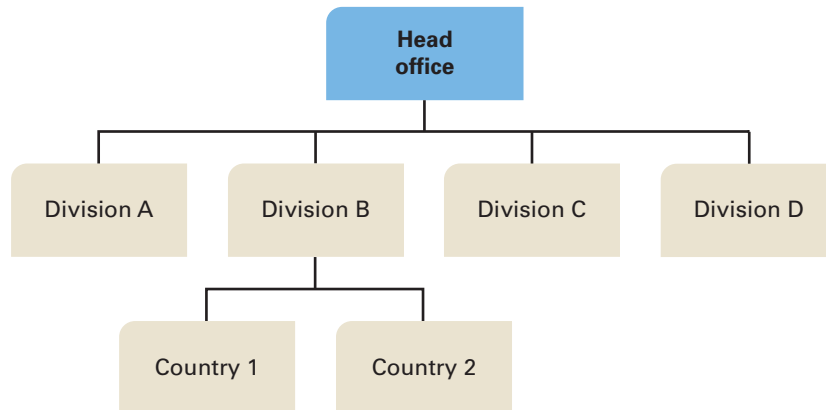 Head
office
Division A
Division B
Division C
Division D
Country 1
Country 2